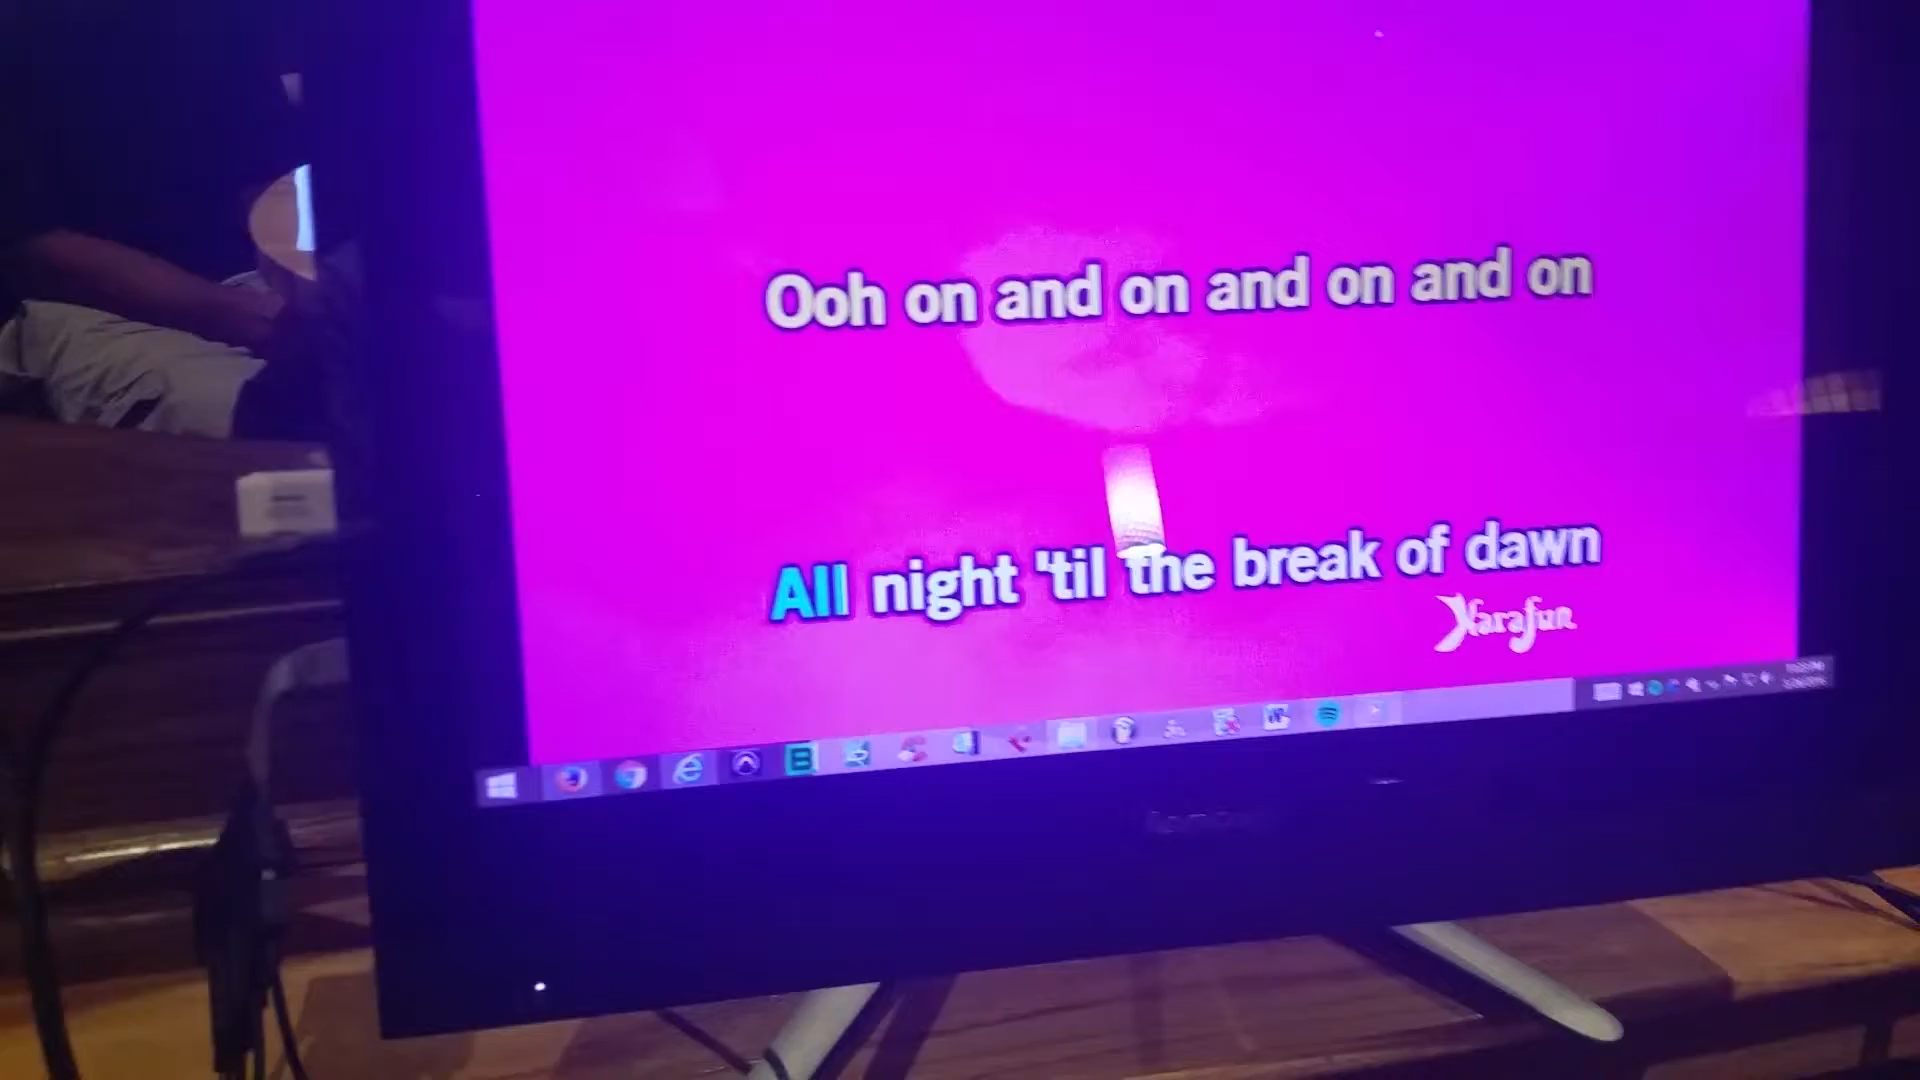 Ooh on and on and on and on
All night 'til the break of dawn
Karafun